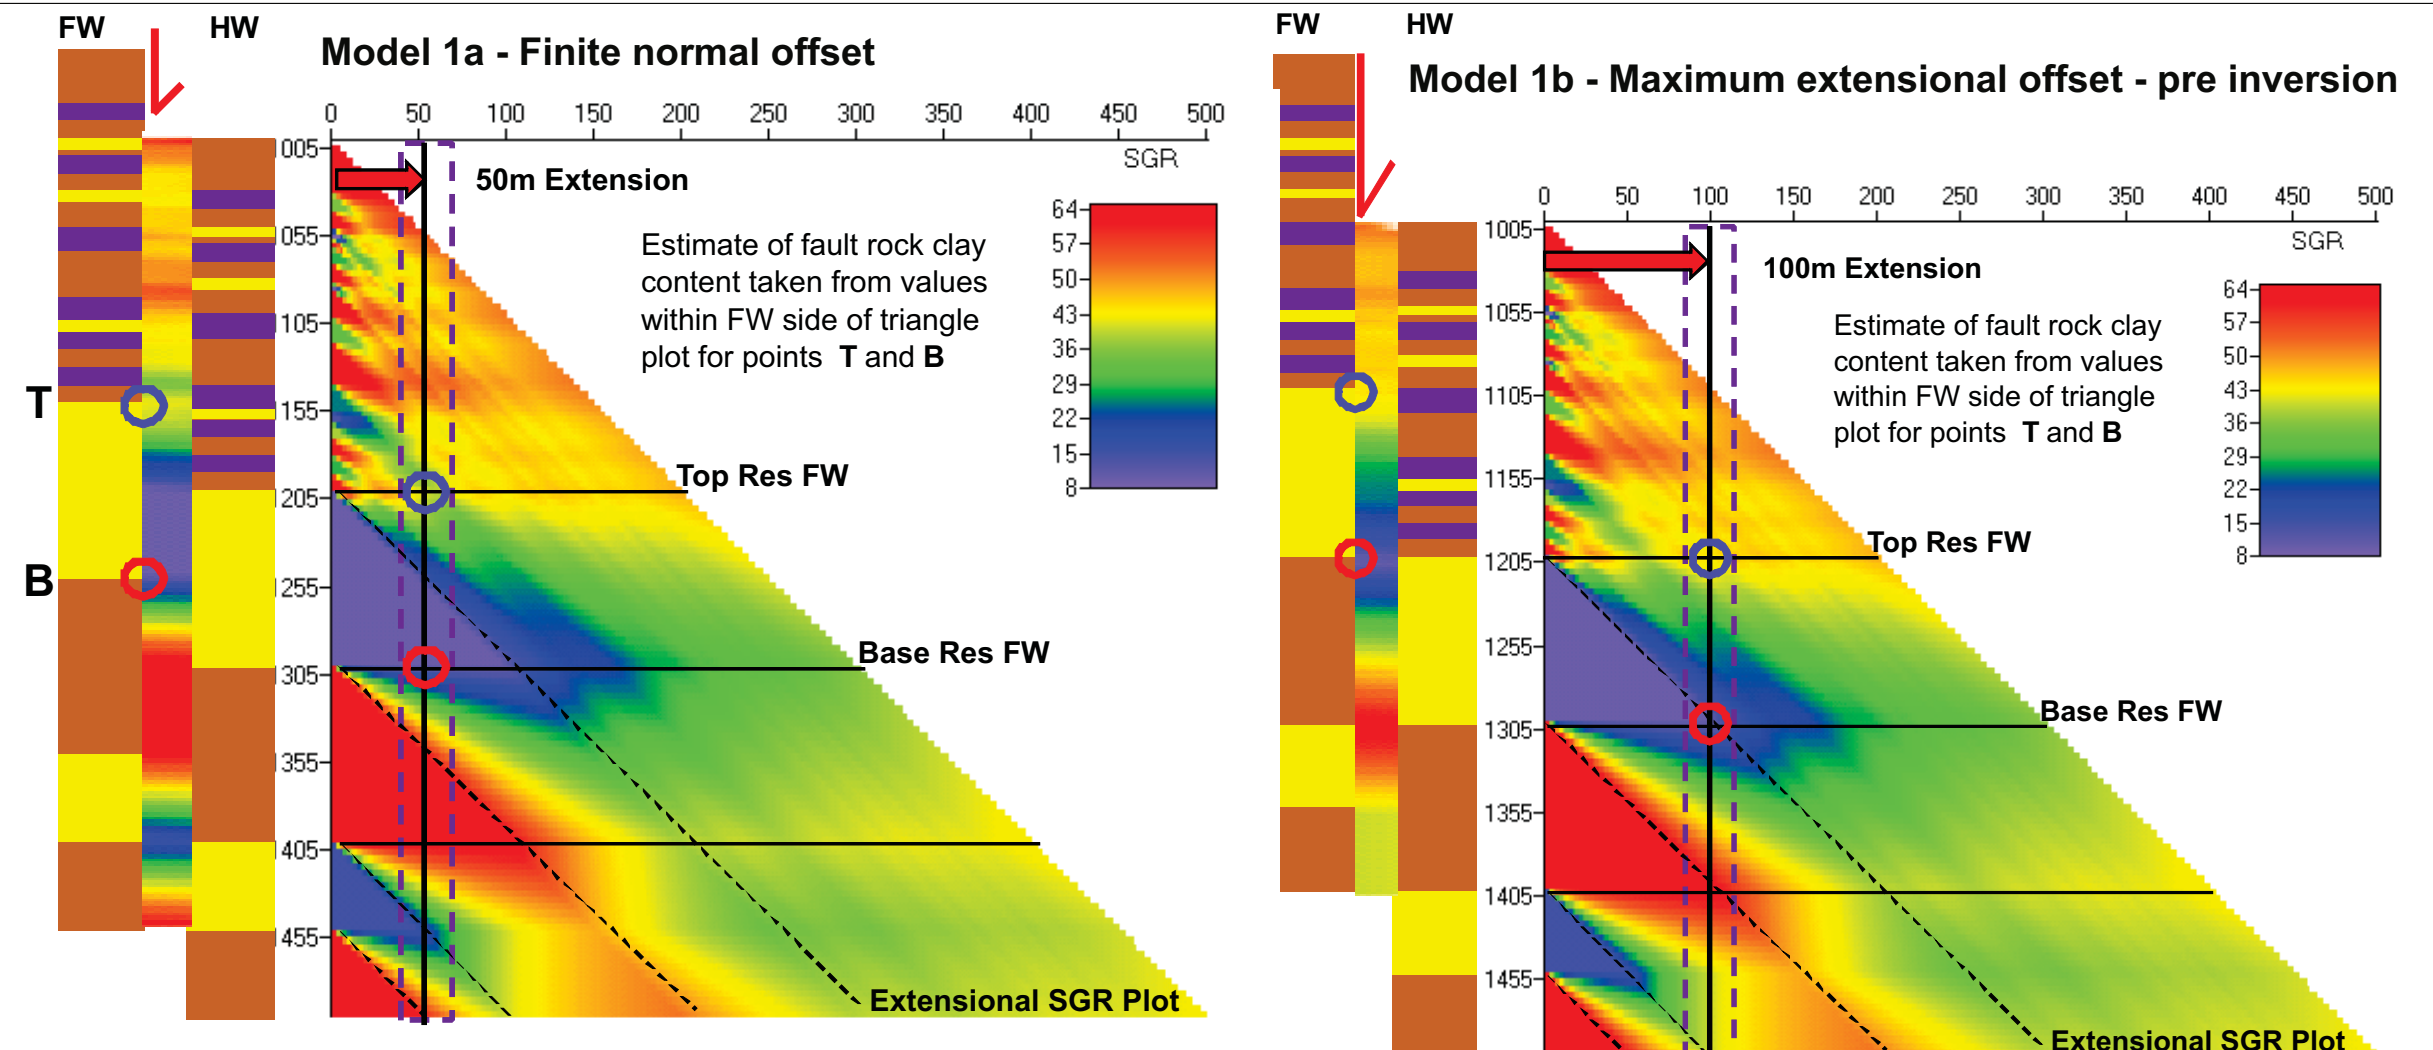 FW
HW
Model 1a - Finite normal offset
0 50 100 150 200 250 300 350 400 450 500
005
055
105
155
205
255
305
355
405
455
50m Extension
SGR
64
57
50
43
36
29
22
15
8
Estimate of fault rock clay
content taken from values
within FW side of triangle
plot for points T and B
T
B
Top Res FW
Base Res FW
Extensional SGR Plot
FW
HW
Model 1b - Maximum extensional offset - pre inversion
0 50 100 150 200 250 300 350 400 450 500
1005
1055
1105
1155
1205
1255
1305
1355
1405
1455
100m Extension
SGR
64
57
50
43
36
29
22
15
8
Estimate of fault rock clay
content taken from values
within FW side of triangle
plot for points T and B
Top Res FW
Base Res FW
Extensional SGR Plot